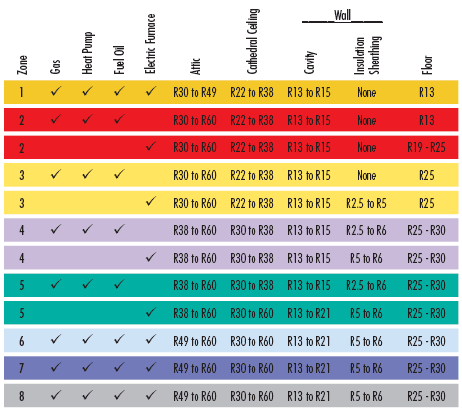 Wall
Zone Gas Heat Pump Fuel Oil Electric Furnace Attic Cathedral Ceiling Cavity Insulation Sheathing Floor
1 ✓ ✓ ✓ ✓ R30 to R49 R22 to R38 R13 to R15 None R13
2 ✓ ✓ ✓ R30 to R60 R22 to R38 R13 to R15 None R13
2 ✓ R30 to R60 R22 to R38 R13 to R15 None R19 - R25
3 ✓ ✓ ✓ R30 to R60 R22 to R38 R13 to R15 None R25
3 ✓ R30 to R60 R22 to R38 R13 to R15 R2.5 to R5 R25
4 ✓ ✓ ✓ R38 to R60 R30 to R38 R13 to R15 R2.5 to R6 R25 - R30
4 ✓ R38 to R60 R30 to R38 R13 to R15 R5 to R6 R25 - R30
5 ✓ ✓ ✓ R38 to R60 R30 to R38 R13 to R15 R2.5 to R6 R25 - R30
5 ✓ R38 to R60 R30 to R60 R13 to R21 R5 to R6 R25 - R30
6 ✓ ✓ ✓ ✓ R49 to R60 R30 to R60 R13 to R21 R5 to R6 R25 - R30
7 ✓ ✓ ✓ ✓ R49 to R60 R30 to R60 R13 to R21 R5 to R6 R25 - R30
8 ✓ ✓ ✓ ✓ R49 to R60 R30 to R60 R13 to R21 R5 to R6 R25 - R30